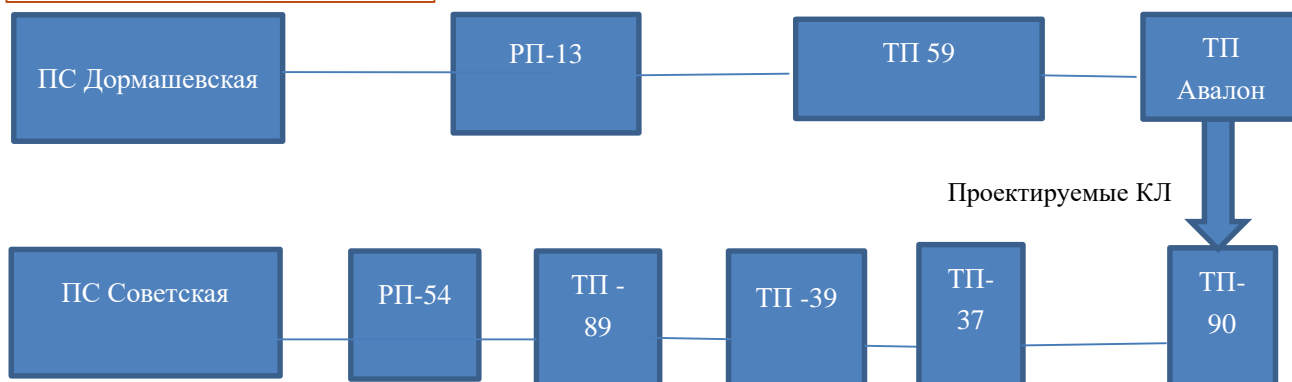 ПС Дормашевская
РП-13
ТП 59
ТП
Авалон
Проектируемые КЛ
ПС Советская
РП-54
ТП -
89
ТП -39
ТП-
37
ТП-
90